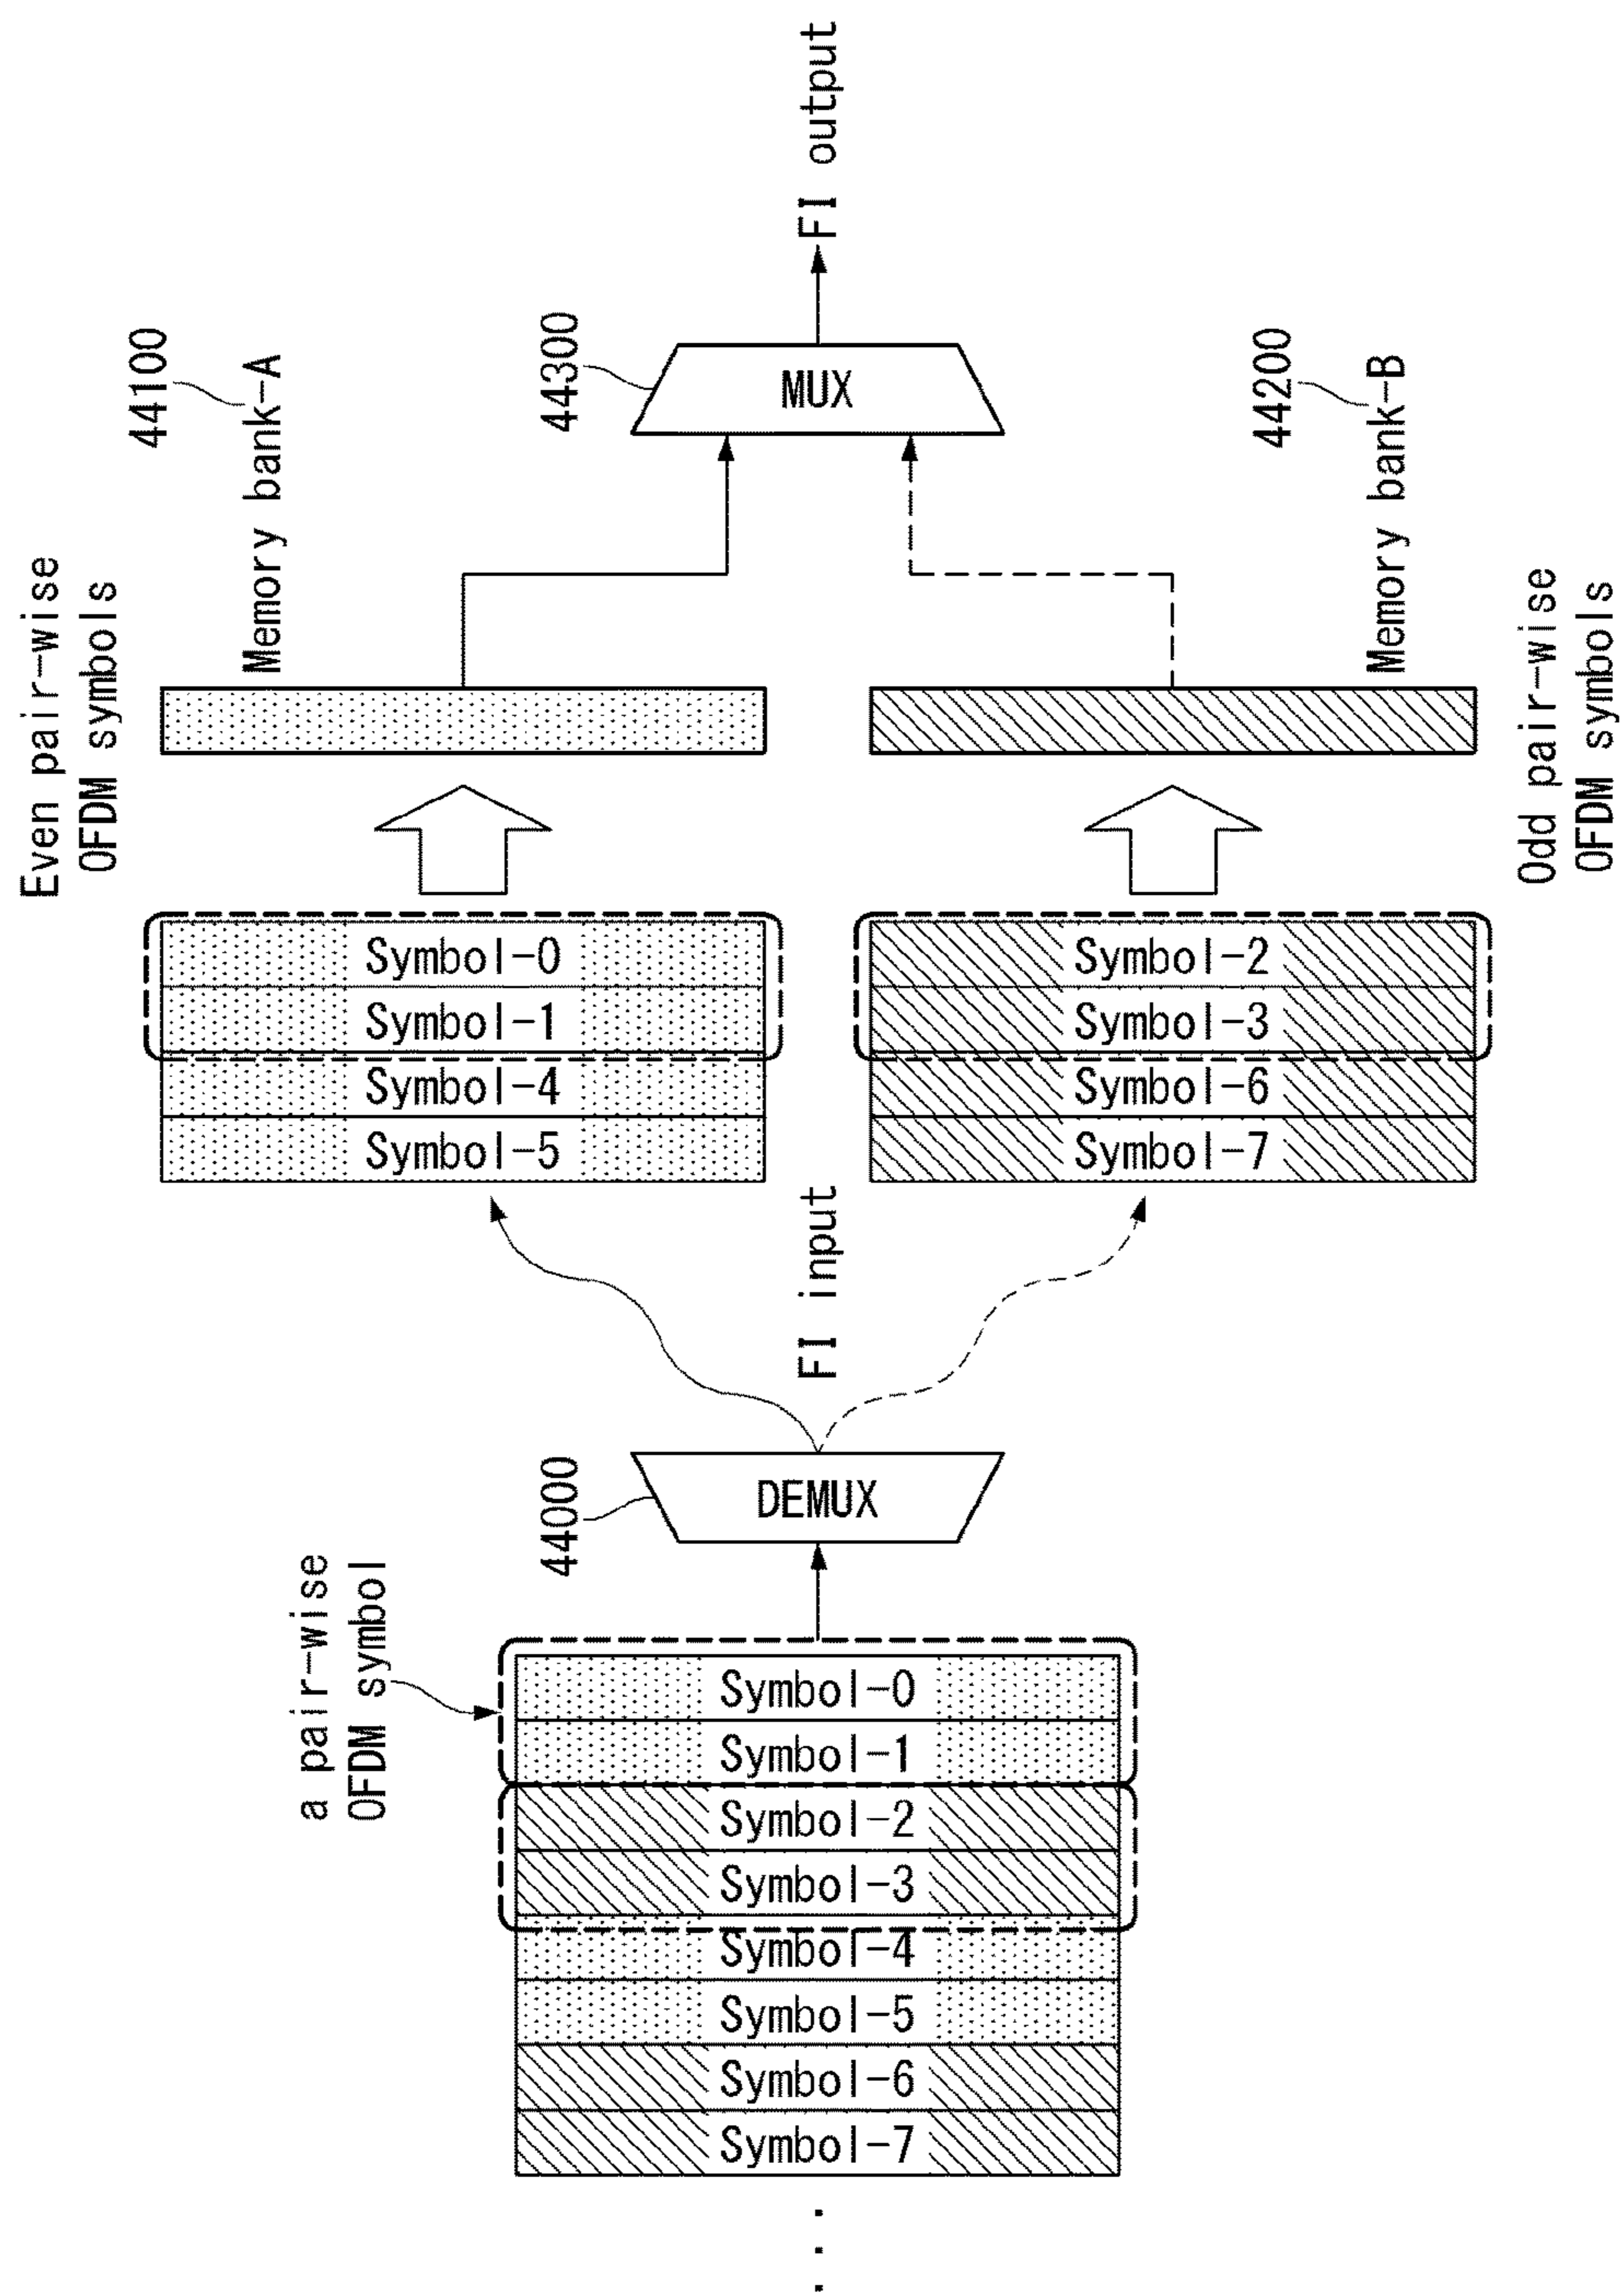 a pair-wise
OFDM symbol
Symbol-0
Symbol-1
Symbol-2
Symbol-3
Symbol-4
Symbol-5
Symbol-6
Symbol-7
...
44000
DEMUX
FI input
Even pair-wise
OFDM symbols
Symbol-0
Symbol-1
Symbol-4
Symbol-5
44100
Memory bank-A
Symbol-2
Symbol-3
Symbol-6
Symbol-7
Odd pair-wise
OFDM symbols
44200
Memory bank-B
44300
MUX
FI output